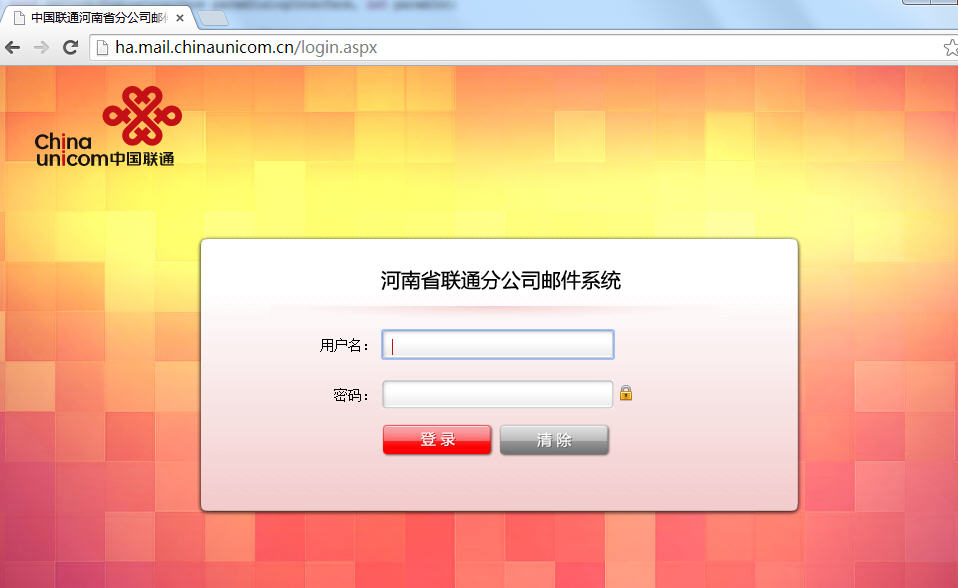 中国联通河南省分公司邮
ha.mail.chinaunicom.cn/login.aspx
China
unicom中国联通
河南省联通分公司邮件系统
用户名：
密码：
登 录
清 除